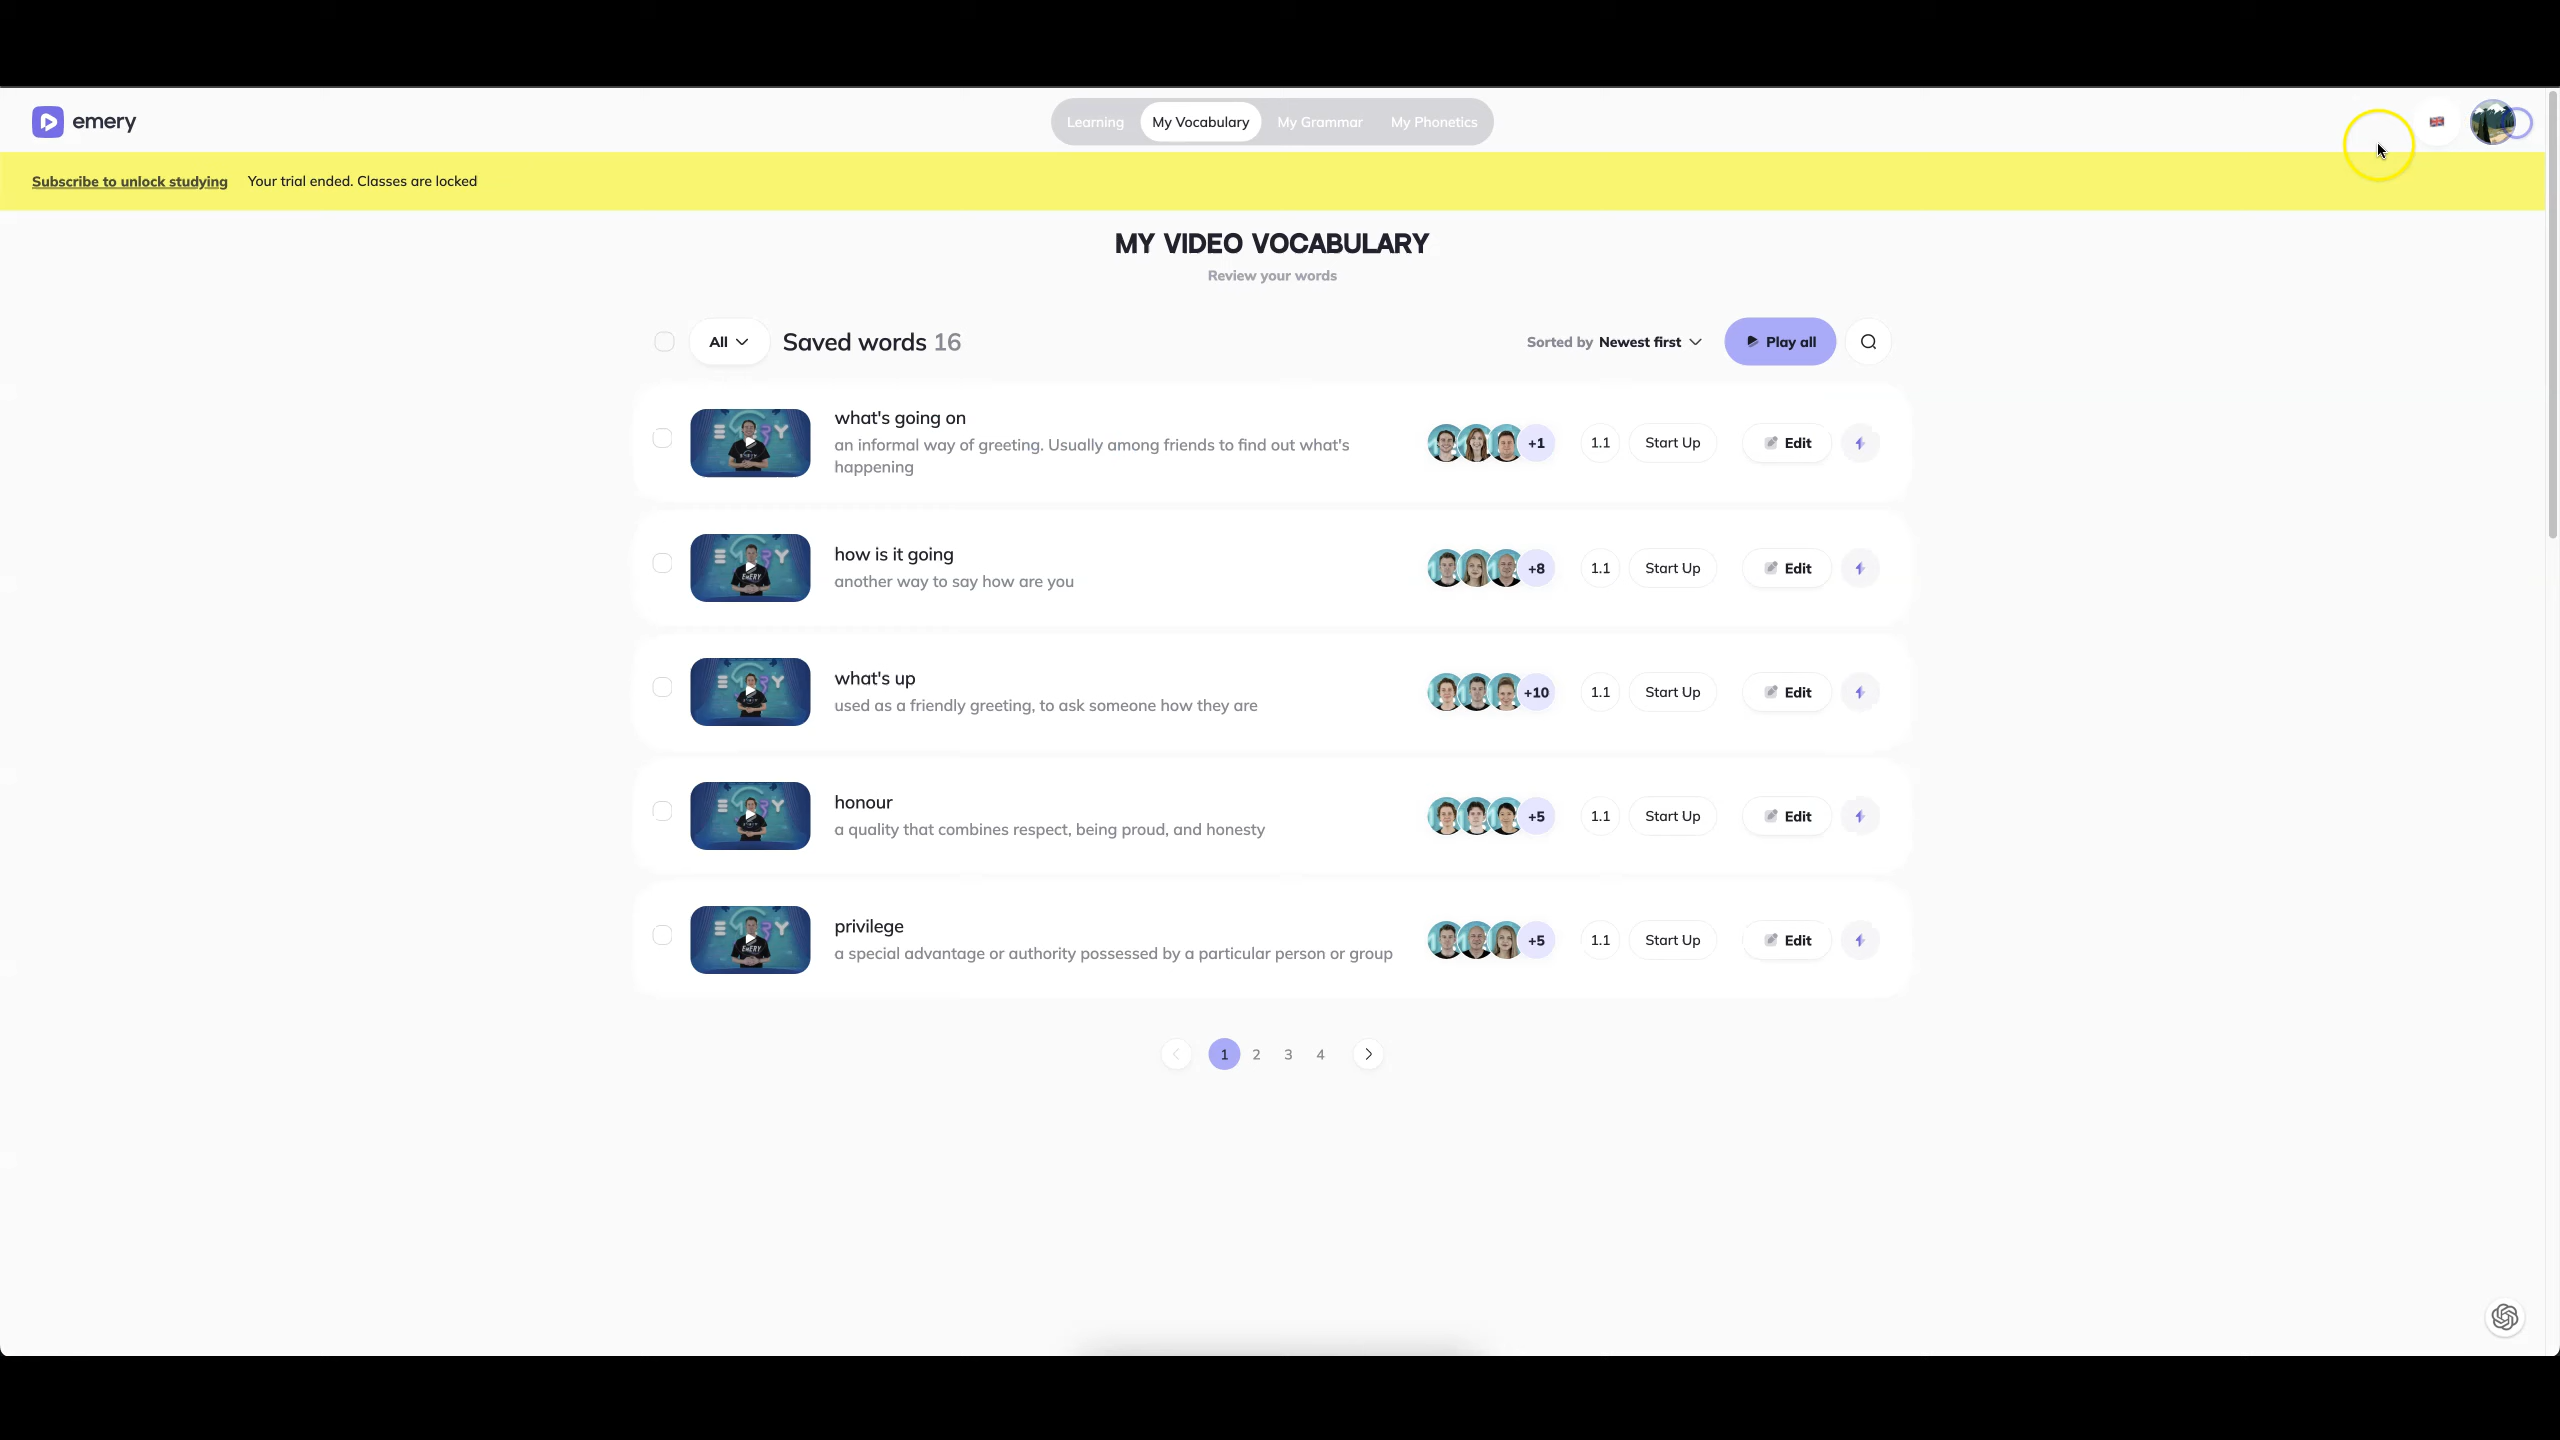 emery
Learning My Vocabulary My Grammar My Phonetics
Subscribe to unlock studying Your trial ended. Classes are locked
MY VIDEO VOCABULARY
Review your words
All Saved words 16 Sorted by Newest first Play all
what's going on
an informal way of greeting. Usually among friends to find out what's
happening
+1 1.1 Start Up Edit
how is it going
another way to say how are you
+8 1.1 Start Up Edit
what's up
used as a friendly greeting, to ask someone how they are
+10 1.1 Start Up Edit
honour
a quality that combines respect, being proud, and honesty
+5 1.1 Start Up Edit
privilege
a special advantage or authority possessed by a particular person or group
+5 1.1 Start Up Edit
1 2 3 4